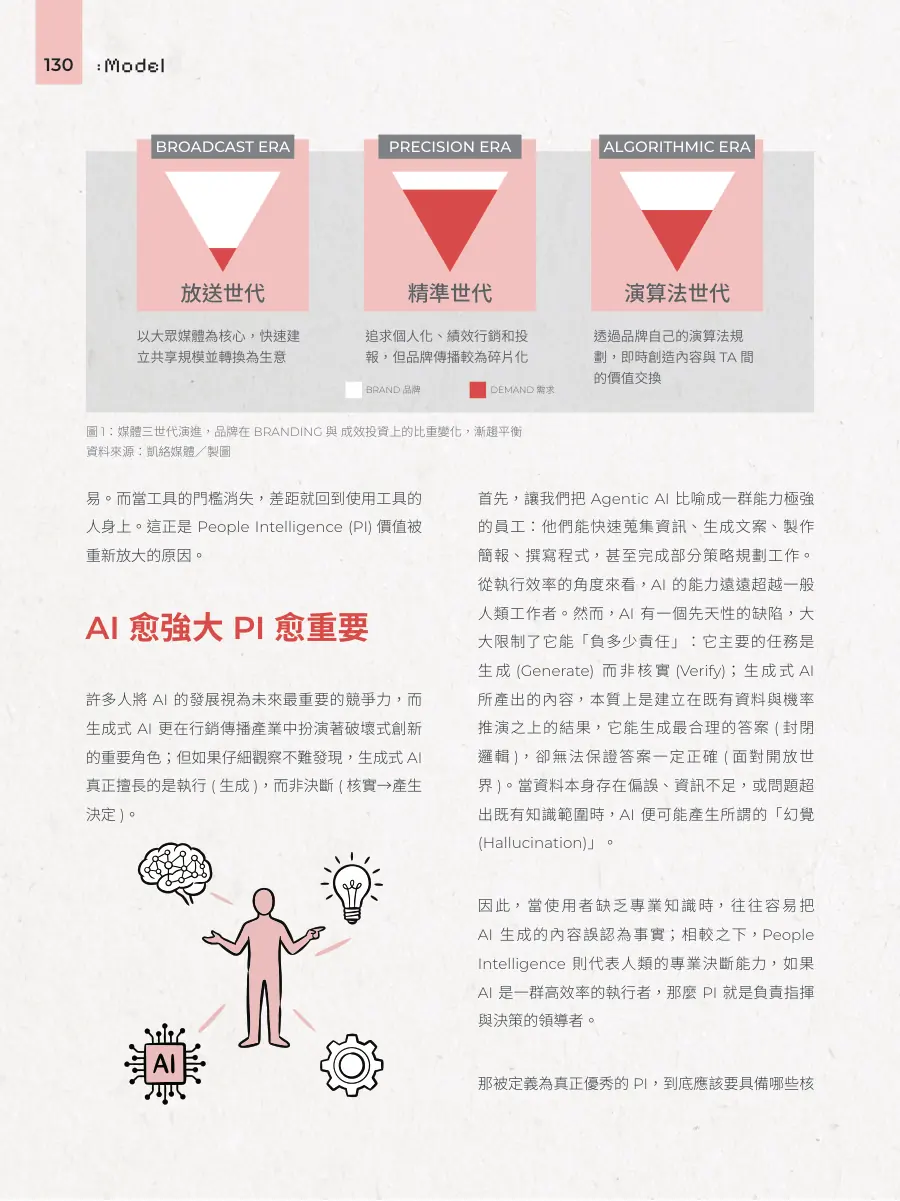 130 :Model
BROADCAST ERA
放送世代
以大眾媒體為核心，快速建
立共享規模並轉換為生意
PRECISION ERA
精準世代
追求個人化、績效行銷和投
報，但品牌傳播較為碎片化
ALGORITHMIC ERA
演算法世代
透過品牌自己的演算法規
劃，即時創造內容與 TA 間
的價值交換
BRAND 品牌
DEMAND 需求
圖 1：媒體三世代演進，品牌在 BRANDING 與 成效投資上的比重變化，漸趨平衡
資料來源：凱絡媒體／製圖
易。而當工具的門檻消失，差距就回到使用工具的
人身上。這正是 People Intelligence (PI) 價值被
重新放大的原因。
AI 愈強大 PI 愈重要
許多人將 AI 的發展視為未來最重要的競爭力，而
生成式 AI 更在行銷傳播產業中扮演著破壞式創新
的重要角色；但如果仔細觀察不難發現，生成式 AI
真正擅長的是執行 ( 生成 )，而非決斷 ( 核實→產生
決定 )。
AI
首先，讓我們把 Agentic AI 比喻成一群能力極強
的員工：他們能快速蒐集資訊、生成文案、製作
簡報、撰寫程式，甚至完成部分策略規劃工作。
從執行效率的角度來看，AI 的能力遠遠超越一般
人類工作者。然而，AI 有一個先天性的缺陷，大
大限制了它能「負多少責任」：它主要的任務是
生成 (Generate) 而非核實 (Verify)；生成式 AI
所產出的內容，本質上是建立在既有資料與機率
推演之上的結果，它能生成最合理的答案 ( 封閉
邏輯 )，卻無法保證答案一定正確 ( 面對開放世
界 )。當資料本身存在偏誤、資訊不足，或問題超
出既有知識範圍時，AI 便可能產生所謂的「幻覺
(Hallucination)」。
因此，當使用者缺乏專業知識時，往往容易把
AI 生成的內容誤認為事實；相較之下，People
Intelligence 則代表人類的專業決斷能力，如果
AI 是一群高效率的執行者，那麼 PI 就是負責指揮
與決策的領導者。
那被定義為真正優秀的 PI，到底應該要具備哪些核